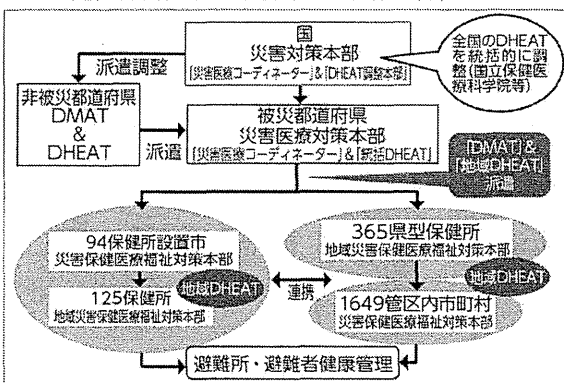 国
災害対策本部
「災害医療コーディネーター」&「DHEAT調整本部」
全国のDHEAT
を統括的に調
整(国立保健医
療科学院等)
派遣調整
非被災都道府県
DMAT
&
DHEAT
派遣
被災都道府県
災害医療対策本部
「災害医療コーディネーター」&「統括DHEAT」
「DMAT」&
「地域DHEAT」
派遣
94保健所設置市
災害保健医療福祉対策本部
地域DHEAT
125保健所
地域災害保健医療福祉対策本部
連携
365県型保健所
地域災害保健医療福祉対策本部
地域DHEAT
1649管区内市町村
災害保健医療福祉対策本部
避難所・避難者健康管理